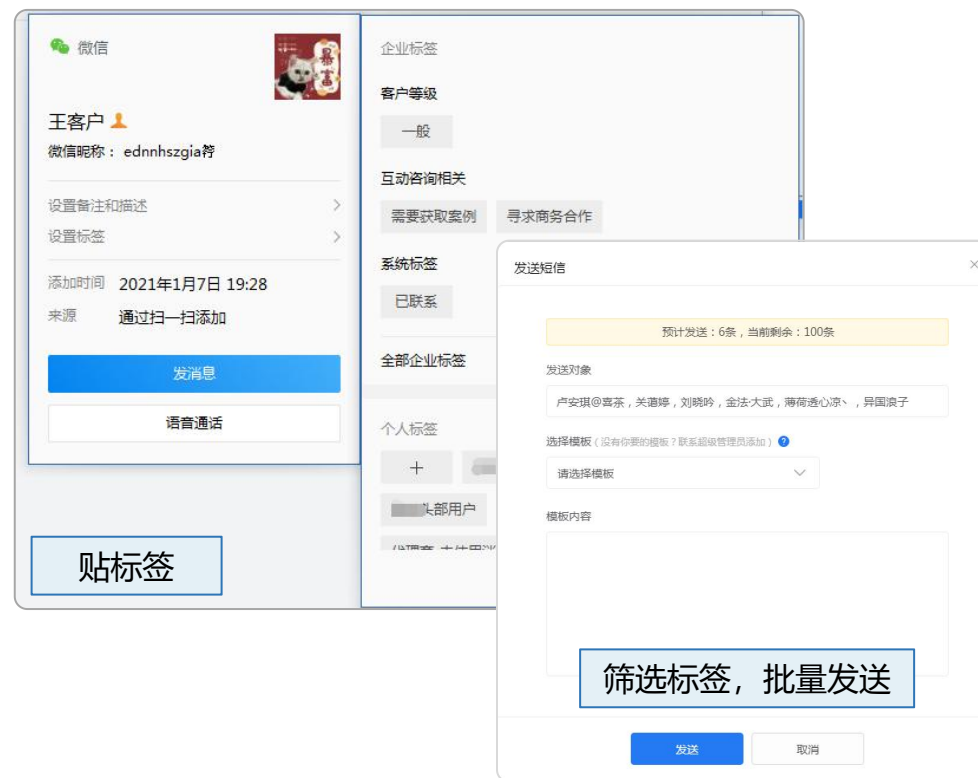 微信
暴富
王客户
微信昵称： ednnhszgia荐
设置备注和描述
设置标签
添加时间 2021年1月7日 19:28
来源 通过扫一扫添加
发消息
语音通话
贴标签
企业标签
客户等级
一般
互动咨询相关
需要获取案例 寻求商务合作
系统标签
已联系
全部企业标签
个人标签
头部用户
发送短信
预计发送：6条，当前剩余：100条
发送对象
卢安琪@喜茶，关蕸婷，刘晓吟，金法·大武，薄荷透心凉丶，异国浪子
选择模板（没有你要的模板？联系超级管理员添加）
请选择模板
模板内容
筛选标签，批量发送
发送 取消